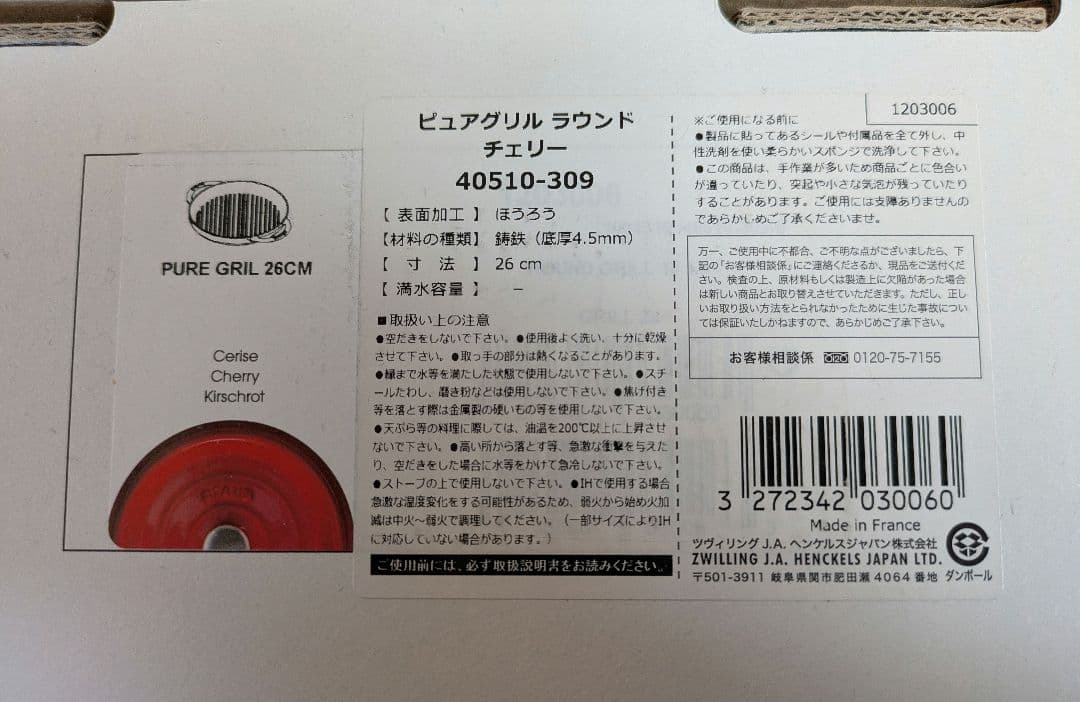 PURE GRIL 26CM
Cerise
Cherry
Kirschrot
STAUB
ピュアグリル ラウンド
チェリー
40510-309
【 表面加工 】 ほうろう
【材料の種類】 鋳鉄（底厚4.5mm）
【 寸 法 】 26 cm
【 満水容量 】 －
■取扱い上の注意
●空だきをしないで下さい。●使用後よく洗い、十分に乾燥
させて下さい。●取っ手の部分は熱くなることがあります。
●縁まで水等を満たした状態で使用しないで下さい。●スチ
ールたわし、磨き粉などは使用しないで下さい。●焦げ付き
等を落とす際は金属製の硬いもの等を使用しないで下さい。
●天ぷら等の料理に際しては、油温を200℃以上に上昇させ
ないで下さい。●高い所から落とす等、急激な衝撃を与えた
り、空だきをした場合に水等をかけて急冷しないで下さい。
●ストーブの上で使用しないで下さい。●IHで使用する場合
急激な温度変化をする可能性があるため、弱火から始め火加
減は中火～弱火で調理してください。（一部サイズによりIH
に対応していない場合があります。）
ご使用前には、必ず取扱説明書をお読みください。
1203006
※ご使用になる前に
●製品に貼ってあるシールや付属品を全て外し、中
性洗剤を使い柔らかいスポンジで洗浄して下さい。
●この商品は、手作業が多いため商品ごとに色合い
が違っていたり、突起や小さな気泡が残っていたり
することがあります。ご使用には支障ありませんの
であらかじめご了承くださいませ。
万一、ご使用中に不都合、ご不明な点がございましたら、下
記の「お客様相談係」にご連絡くださるか、現品をご送付くだ
さい。検査の上、原材料もしくは製造上に欠陥があった場合
は新しい商品とお取り替えさせていただきます。ただし、正し
いお取り扱い方法をとられなかったために生じた事故につい
ては保証いたしかねますので、あらかじめご了承下さい。
お客様相談係 0120-75-7155
3 272342 030060
Made in France
ツヴィリング J.A. ヘンケルスジャパン株式会社
ZWILLING J.A. HENCKELS JAPAN LTD.
〒501-3911 岐阜県関市肥田瀬 4064 番地
ダンボール